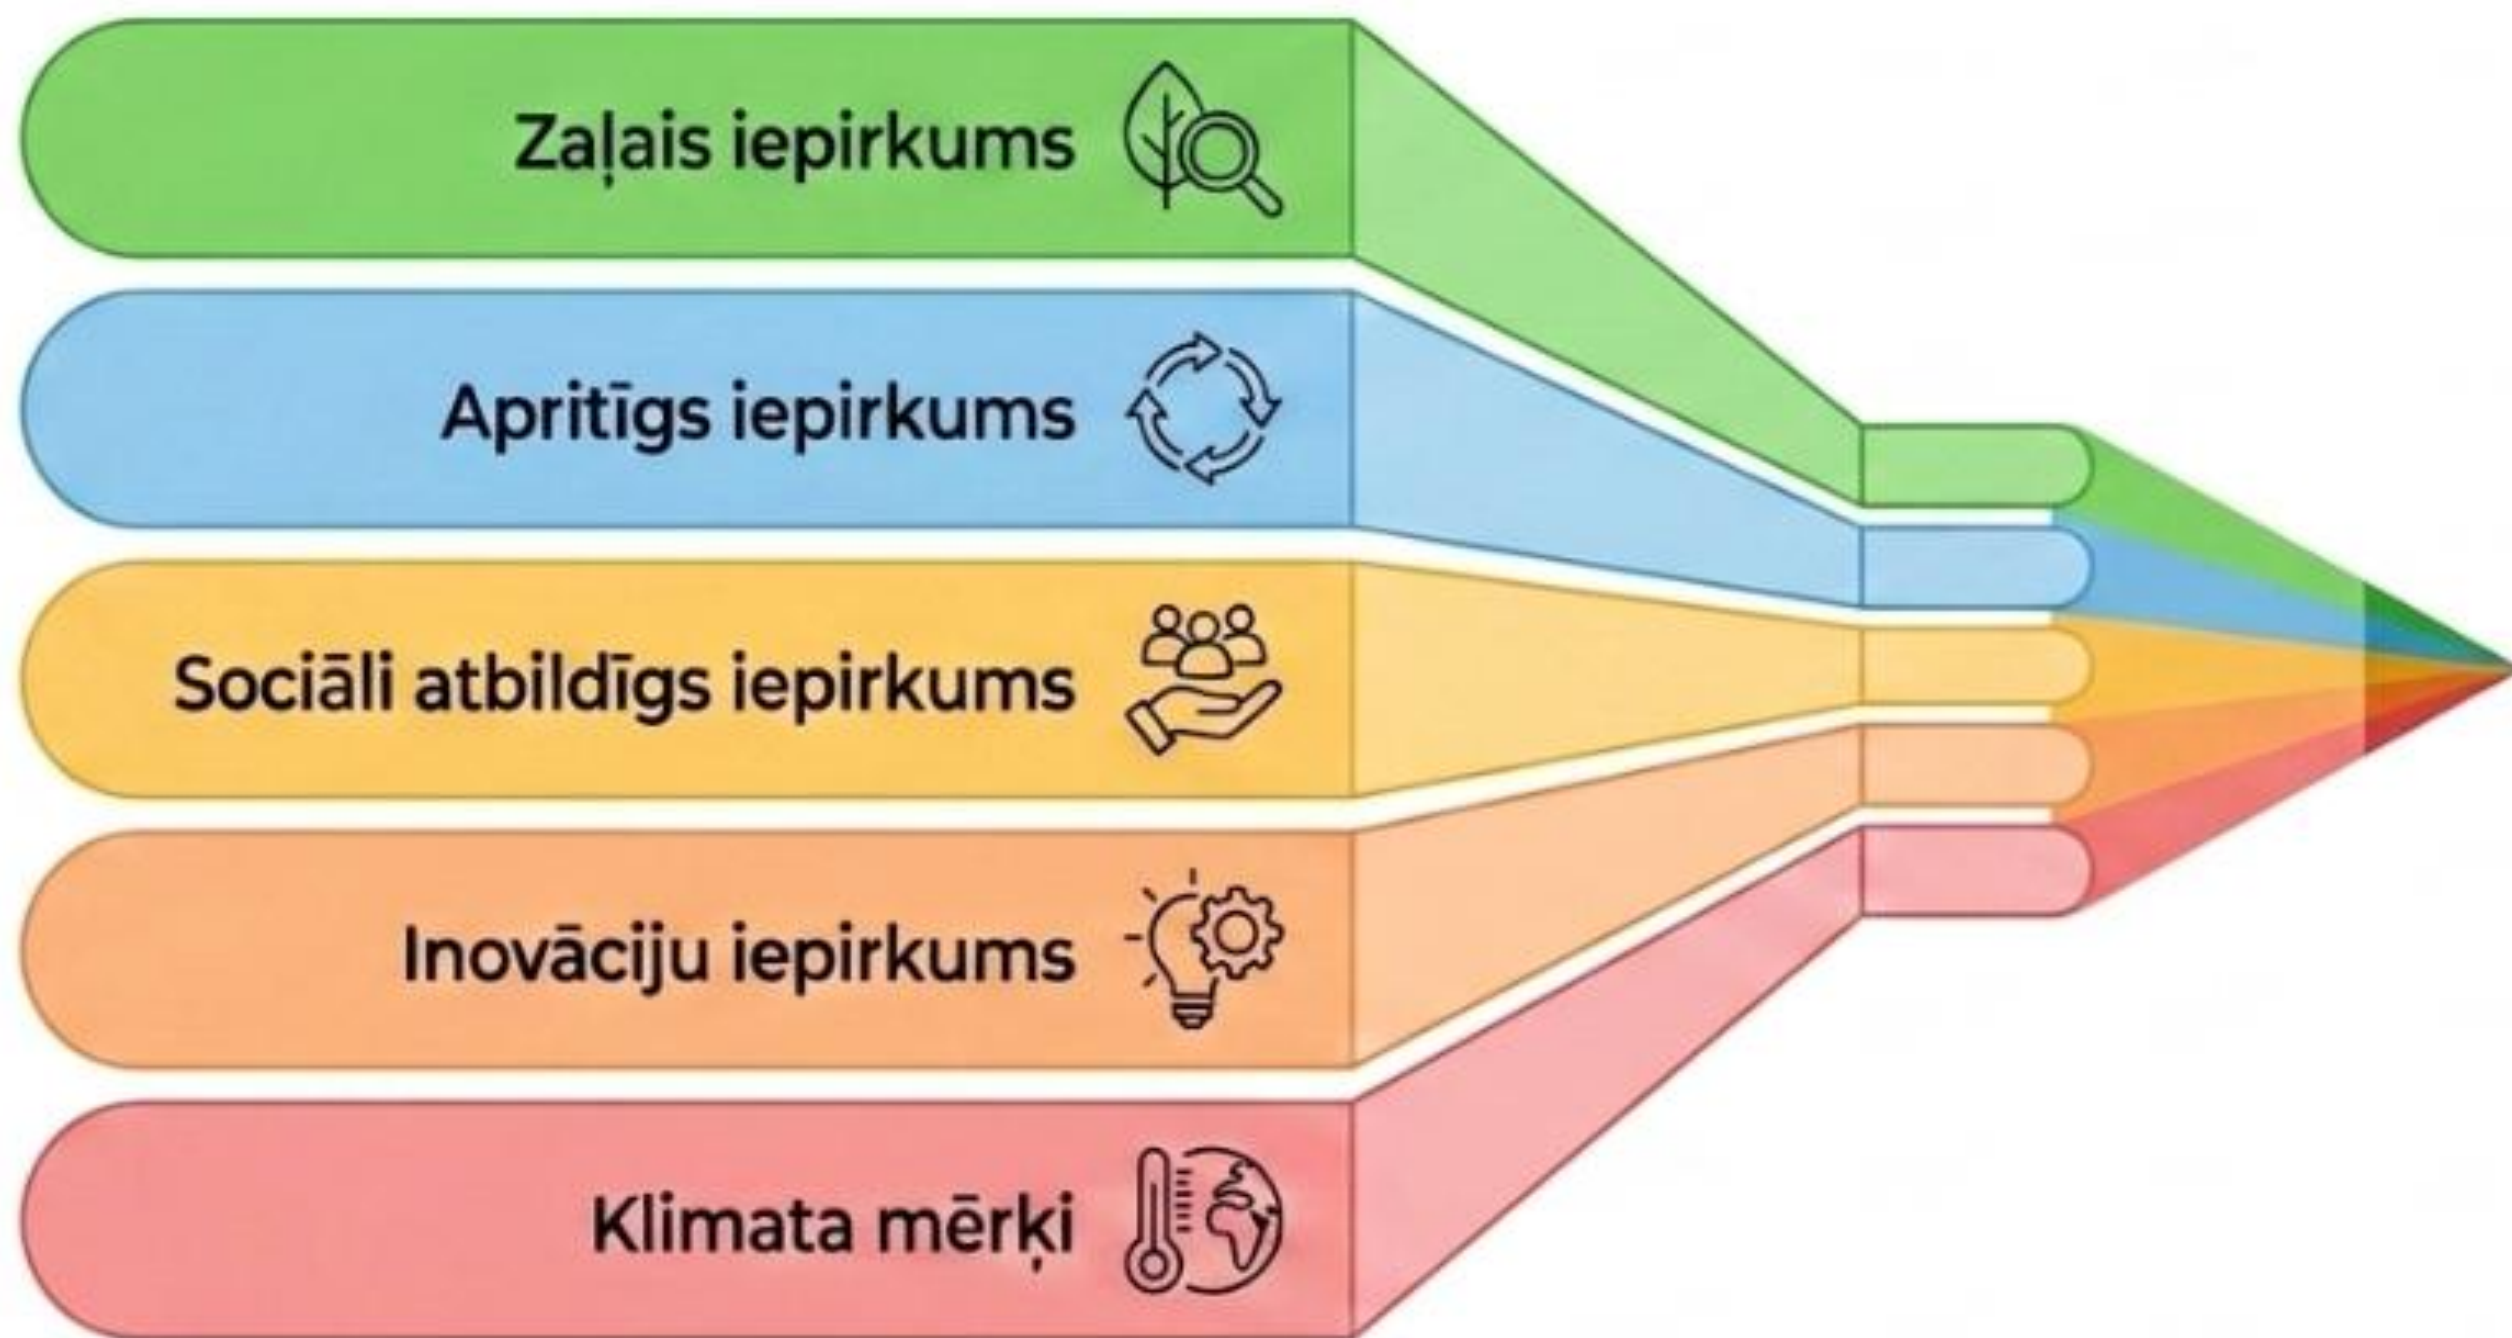 Zaļais iepirkums
Apritīgs iepirkums
Sociāli atbildīgs iepirkums
Inovāciju iepirkums
Klimata mērķi